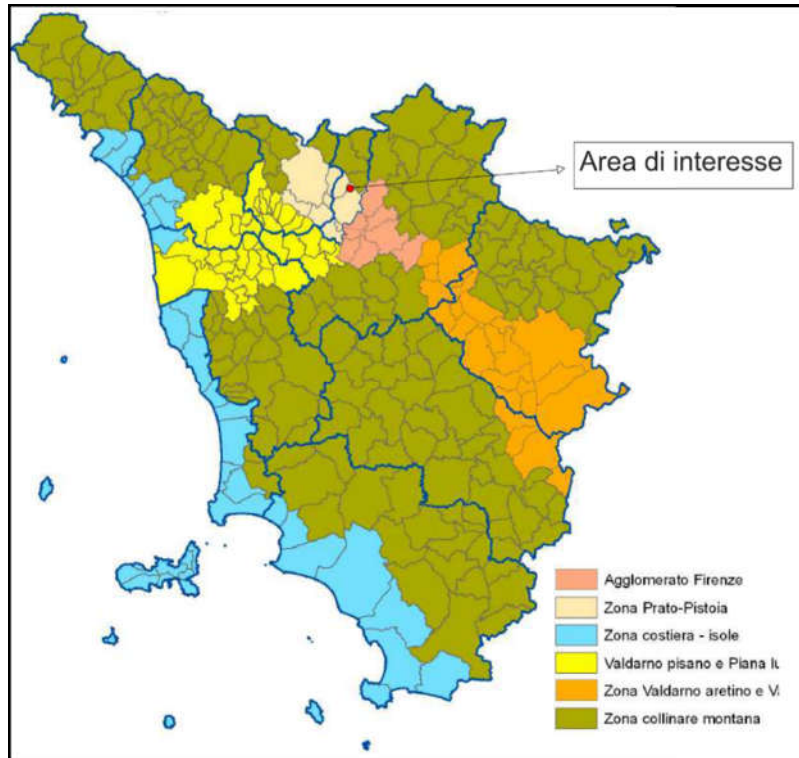 Area di interesse
Agglomerato Firenze
Zona Prato-Pistoia
Zona costiera - isole
Valdarno pisano e Piana lu
Zona Valdarno aretino e Va
Zona collinare montana